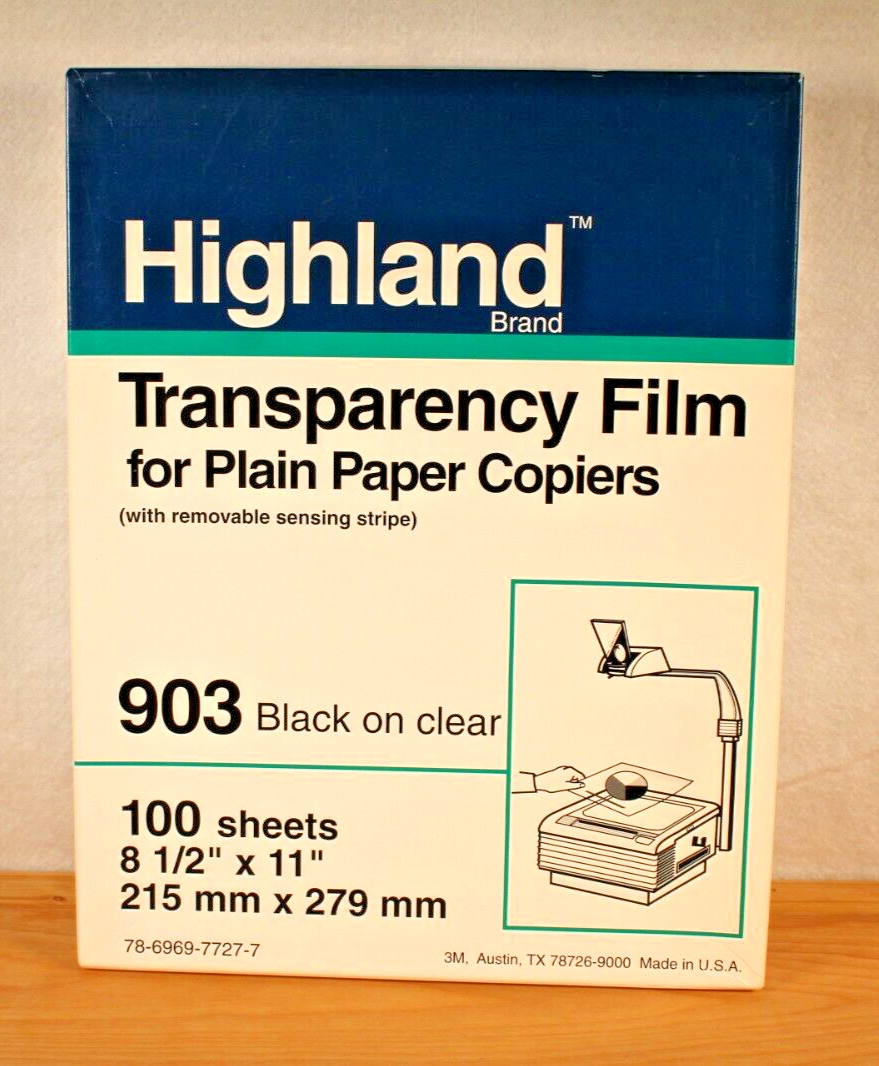 Highland™
Brand
Transparency Film
for Plain Paper Copiers
(with removable sensing stripe)
903 Black on clear
100 sheets
8 1/2" x 11"
215 mm x 279 mm
78-6969-7727-7
3M, Austin, TX 78726-9000 Made in U.S.A.